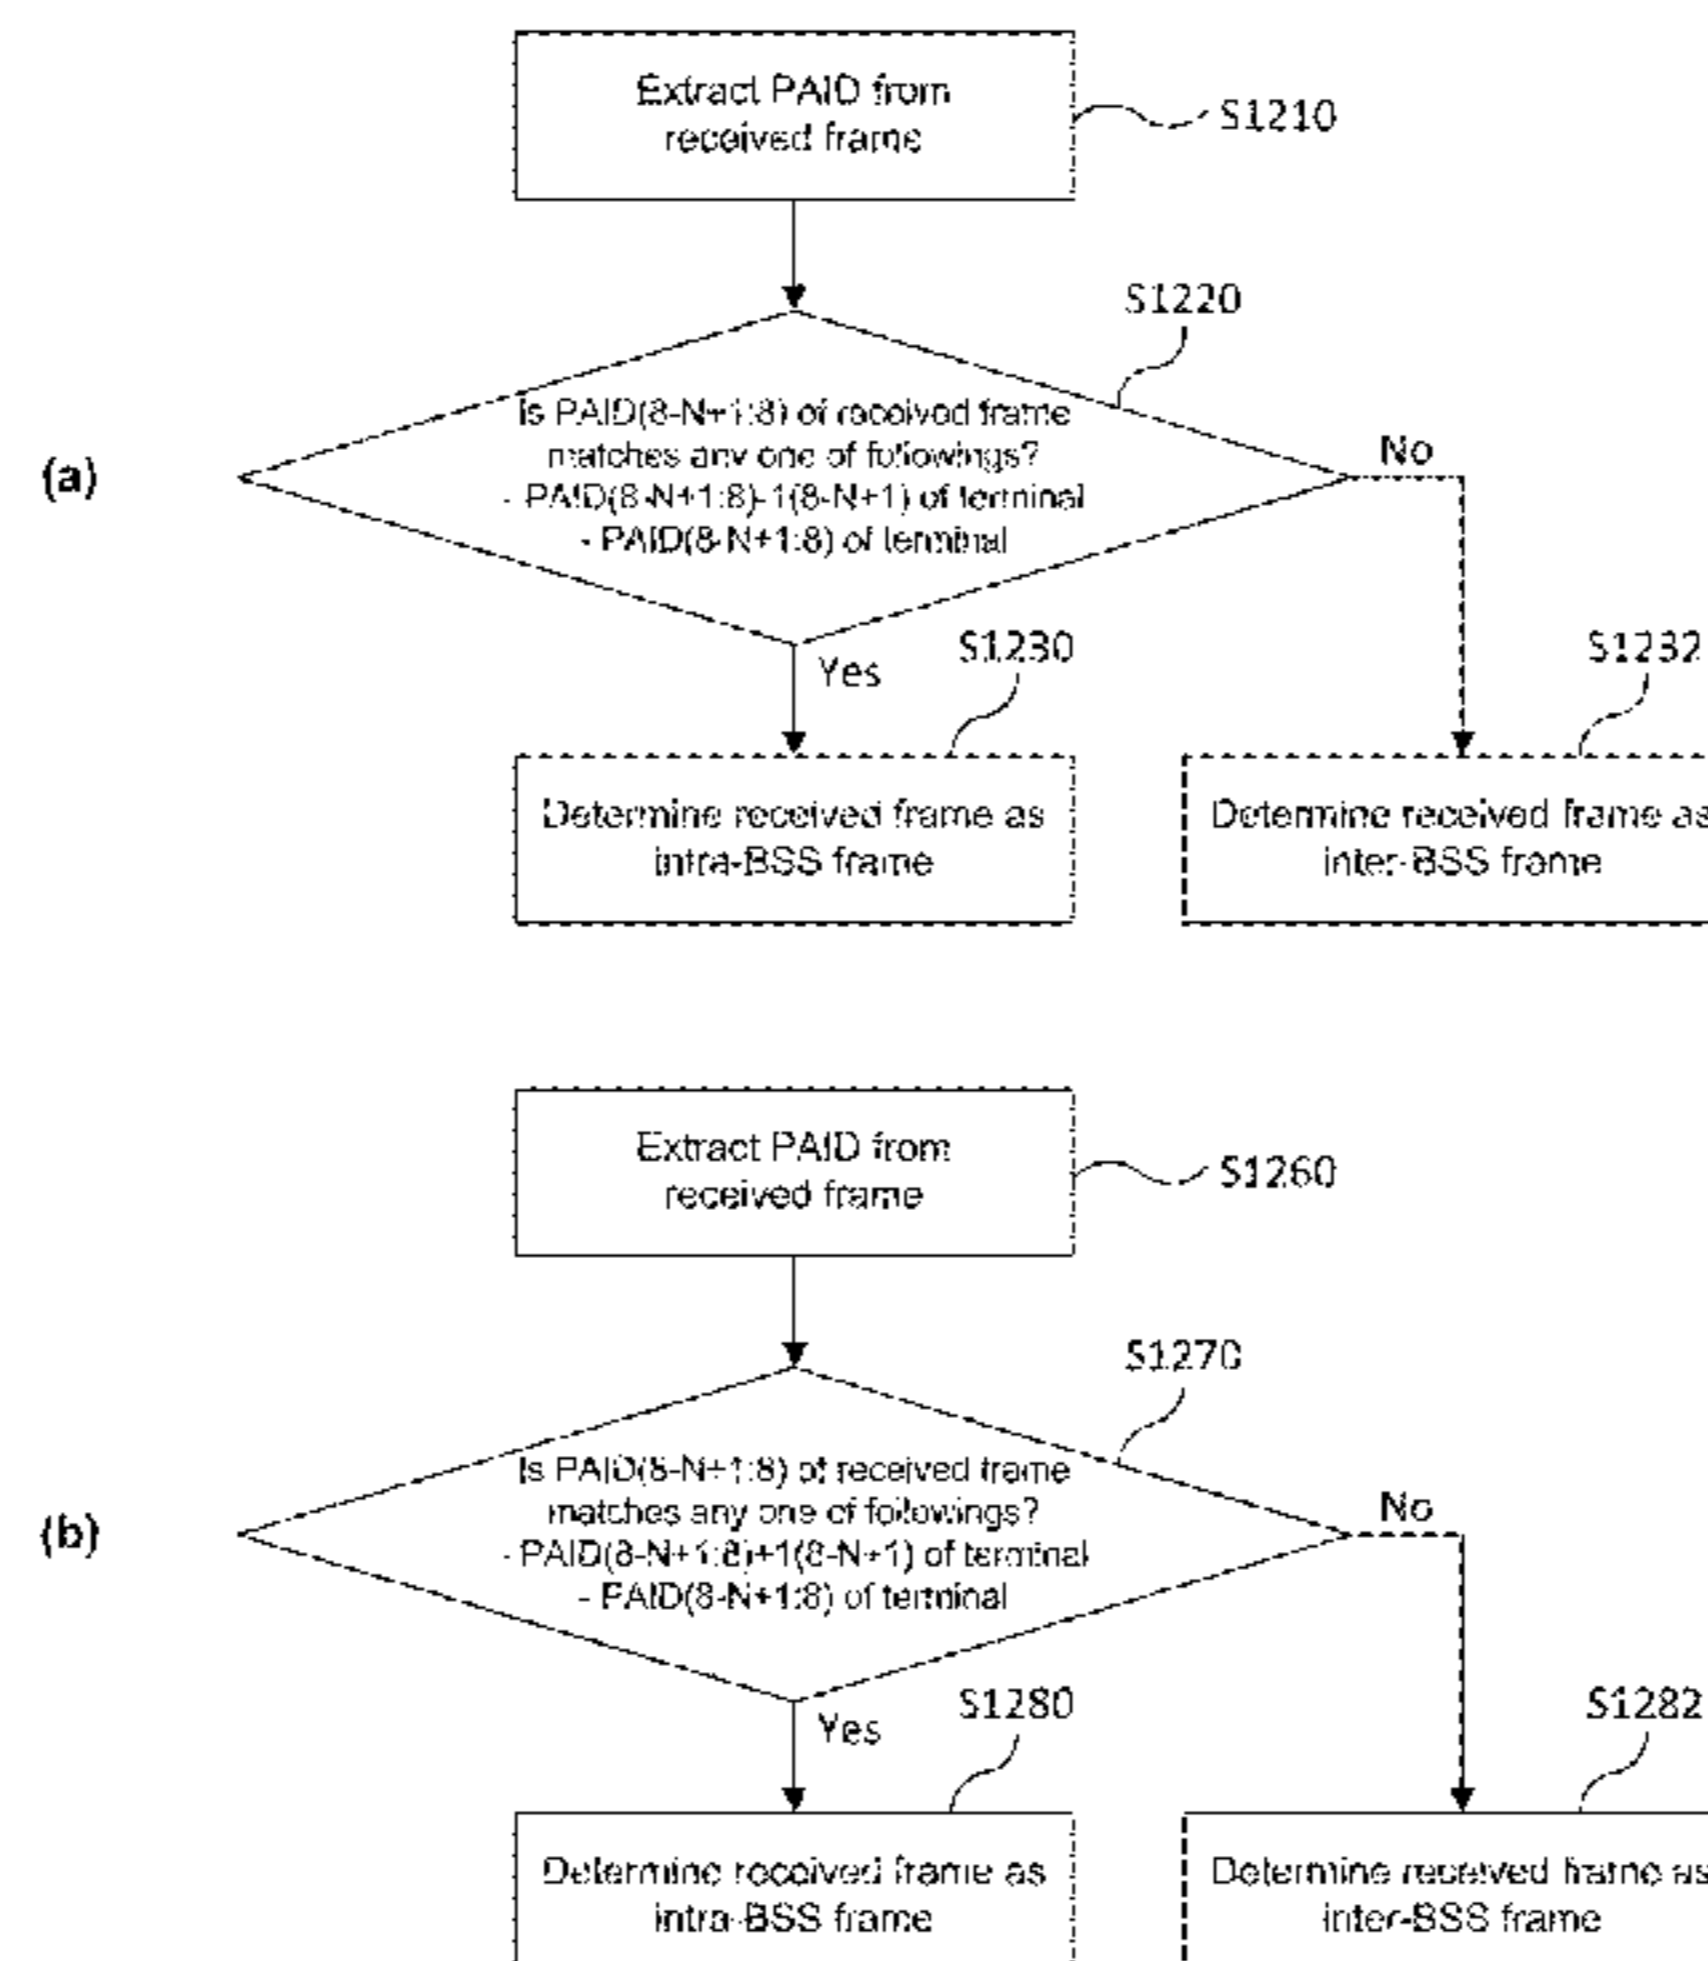 Extract PAID from
received frame
S1210
S1220
(a)
Is PAID(8-N+1:8) of received frame
matches any one of followings?
- PAID(8-N+1:8)-1(8-N+1) of terminal
- PAID(8-N+1:8) of terminal
No
Yes
S1230
S1232
Determine received frame as
intra-BSS frame
Determine received frame as
inter-BSS frame
Extract PAID from
received frame
S1260
S1270
(b)
Is PAID(8-N+1:8) of received frame
matches any one of followings?
- PAID(8-N+1:8)+1(8-N+1) of terminal
- PAID(8-N+1:8) of terminal
No
Yes
S1280
S1282
Determine received frame as
intra-BSS frame
Determine received frame as
inter-BSS frame